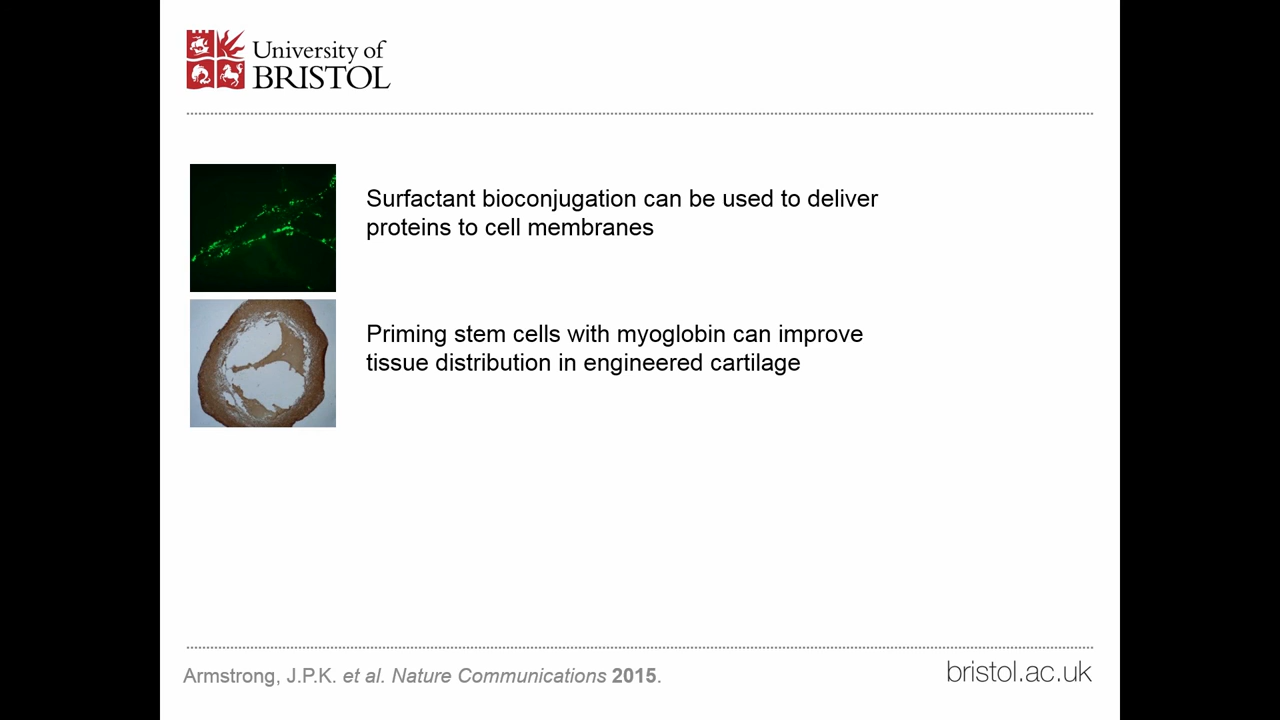 University of
BRISTOL
Surfactant bioconjugation can be used to deliver
proteins to cell membranes
Priming stem cells with myoglobin can improve
tissue distribution in engineered cartilage
Armstrong, J.P.K. et al. Nature Communications 2015.
bristol.ac.uk